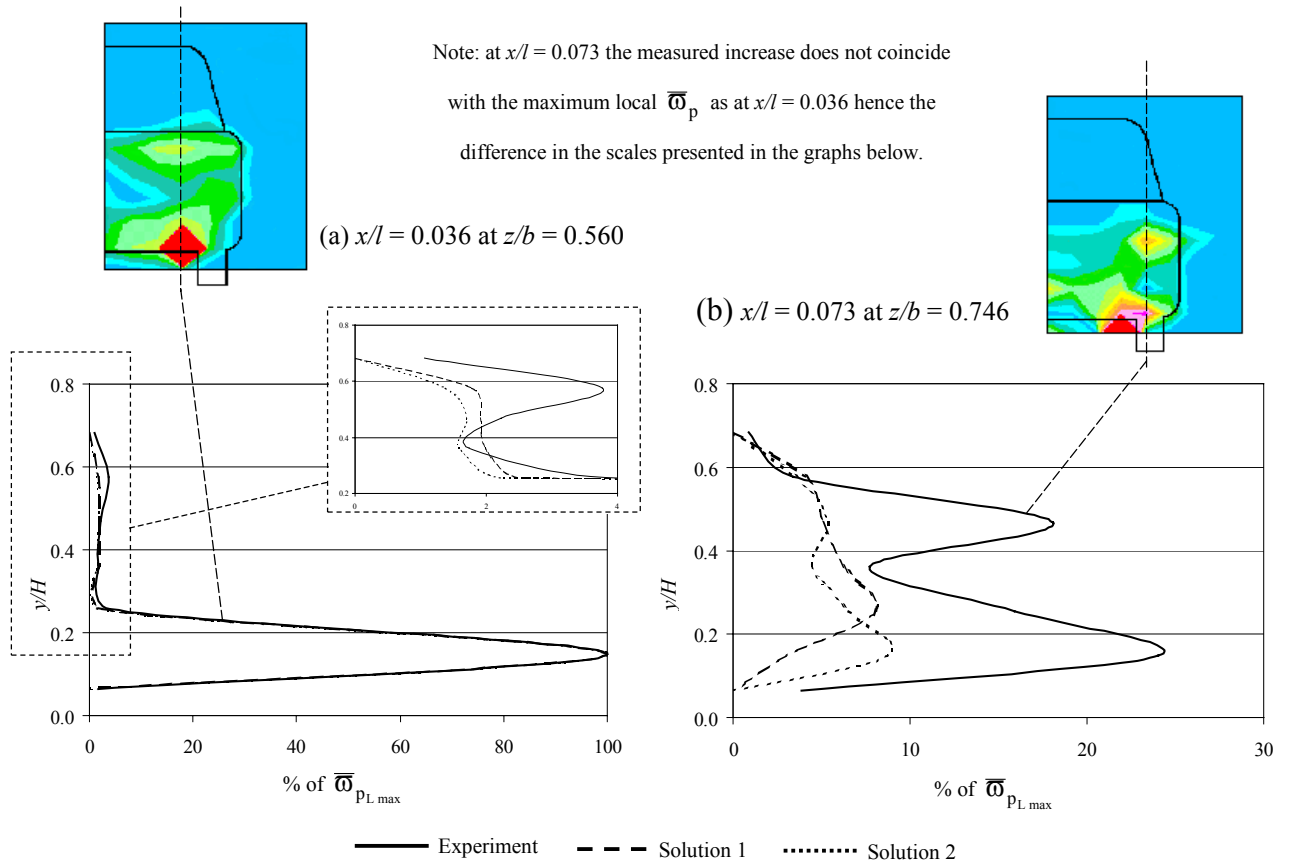 Note: at x/l = 0.073 the measured increase does not coincide
with the maximum local ϖ̅p as at x/l = 0.036 hence the
difference in the scales presented in the graphs below.
(a) x/l = 0.036 at z/b = 0.560
(b) x/l = 0.073 at z/b = 0.746
0.8
0.6
0.4
0.2
0 2 4
0.8
0.6
0.4
0.2
0.0
y/H
0 20 40 60 80 100
% of ϖ̅pL max
0.8
0.6
0.4
0.2
0.0
y/H
0 10 20 30
% of ϖ̅pL max
Experiment Solution 1 Solution 2